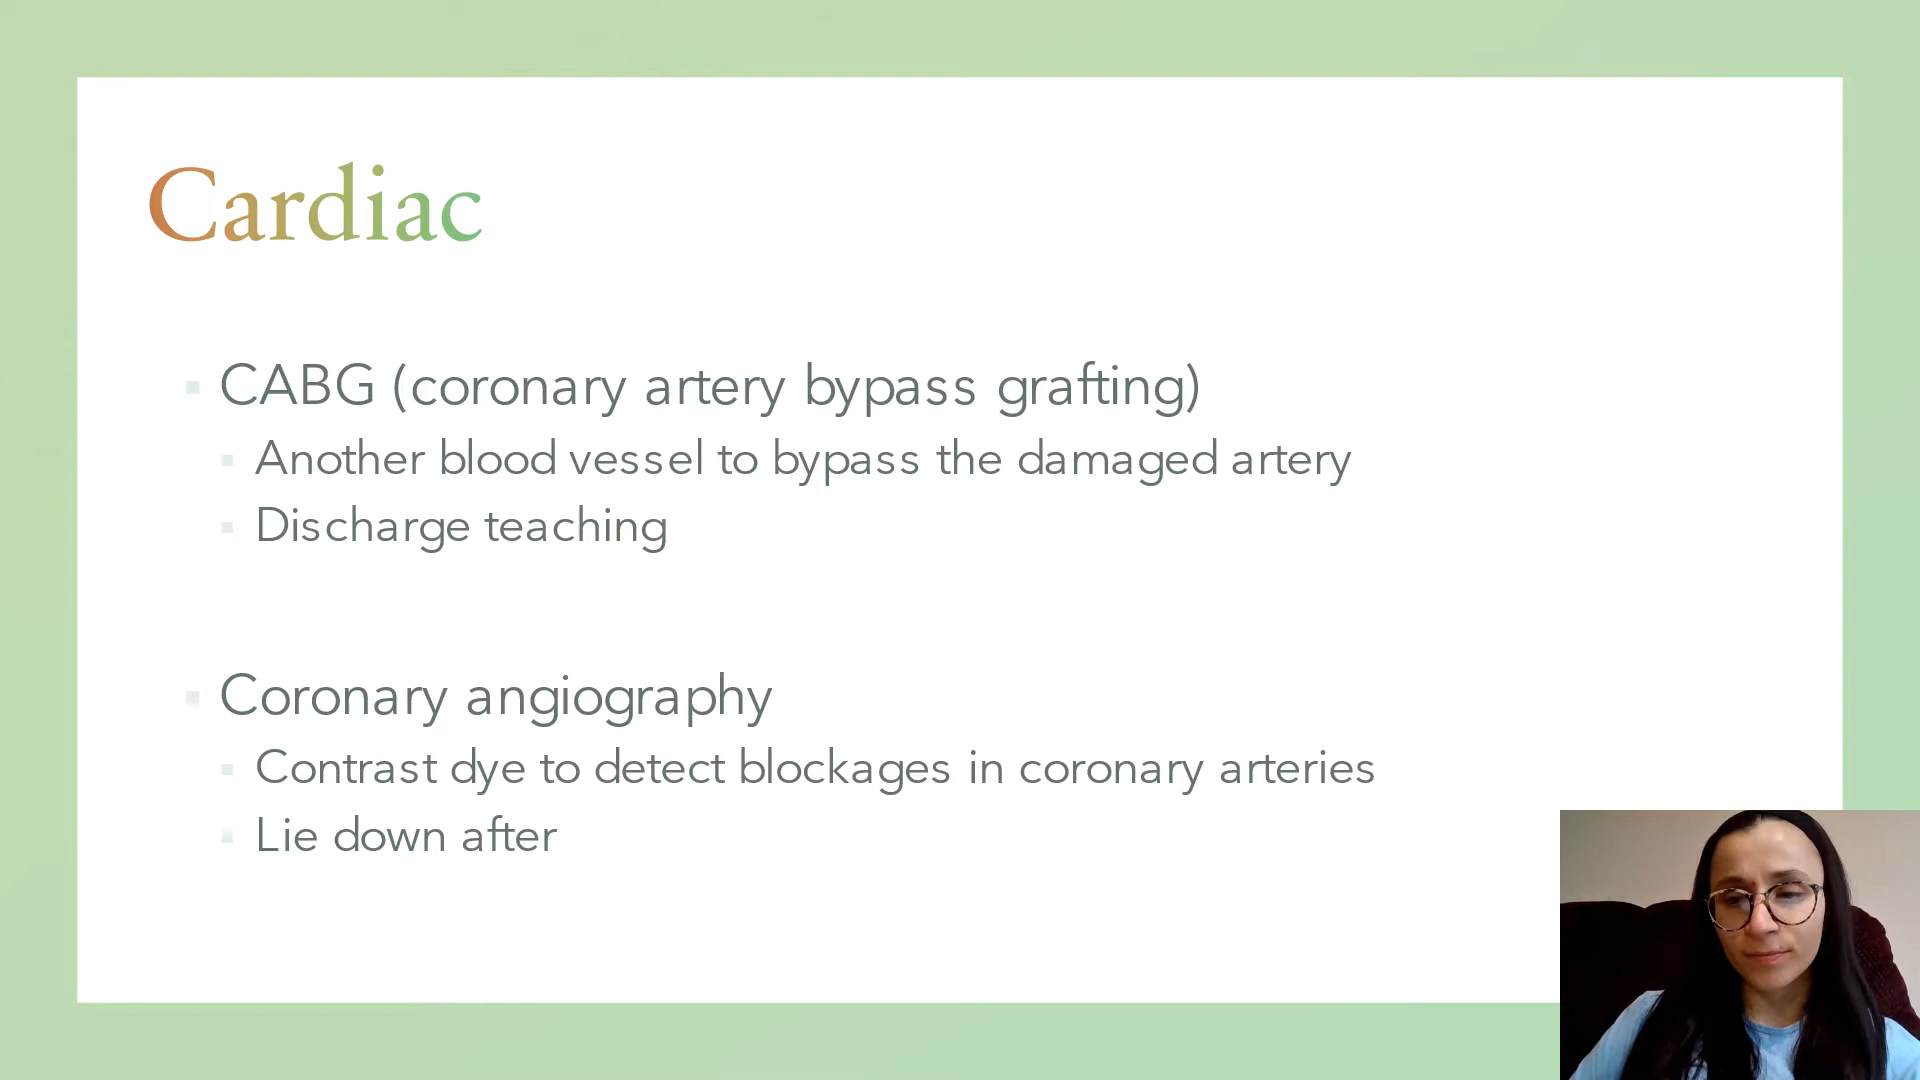 Cardiac
CABG (coronary artery bypass grafting)
Another blood vessel to bypass the damaged artery
Discharge teaching
Coronary angiography
Contrast dye to detect blockages in coronary arteries
Lie down after